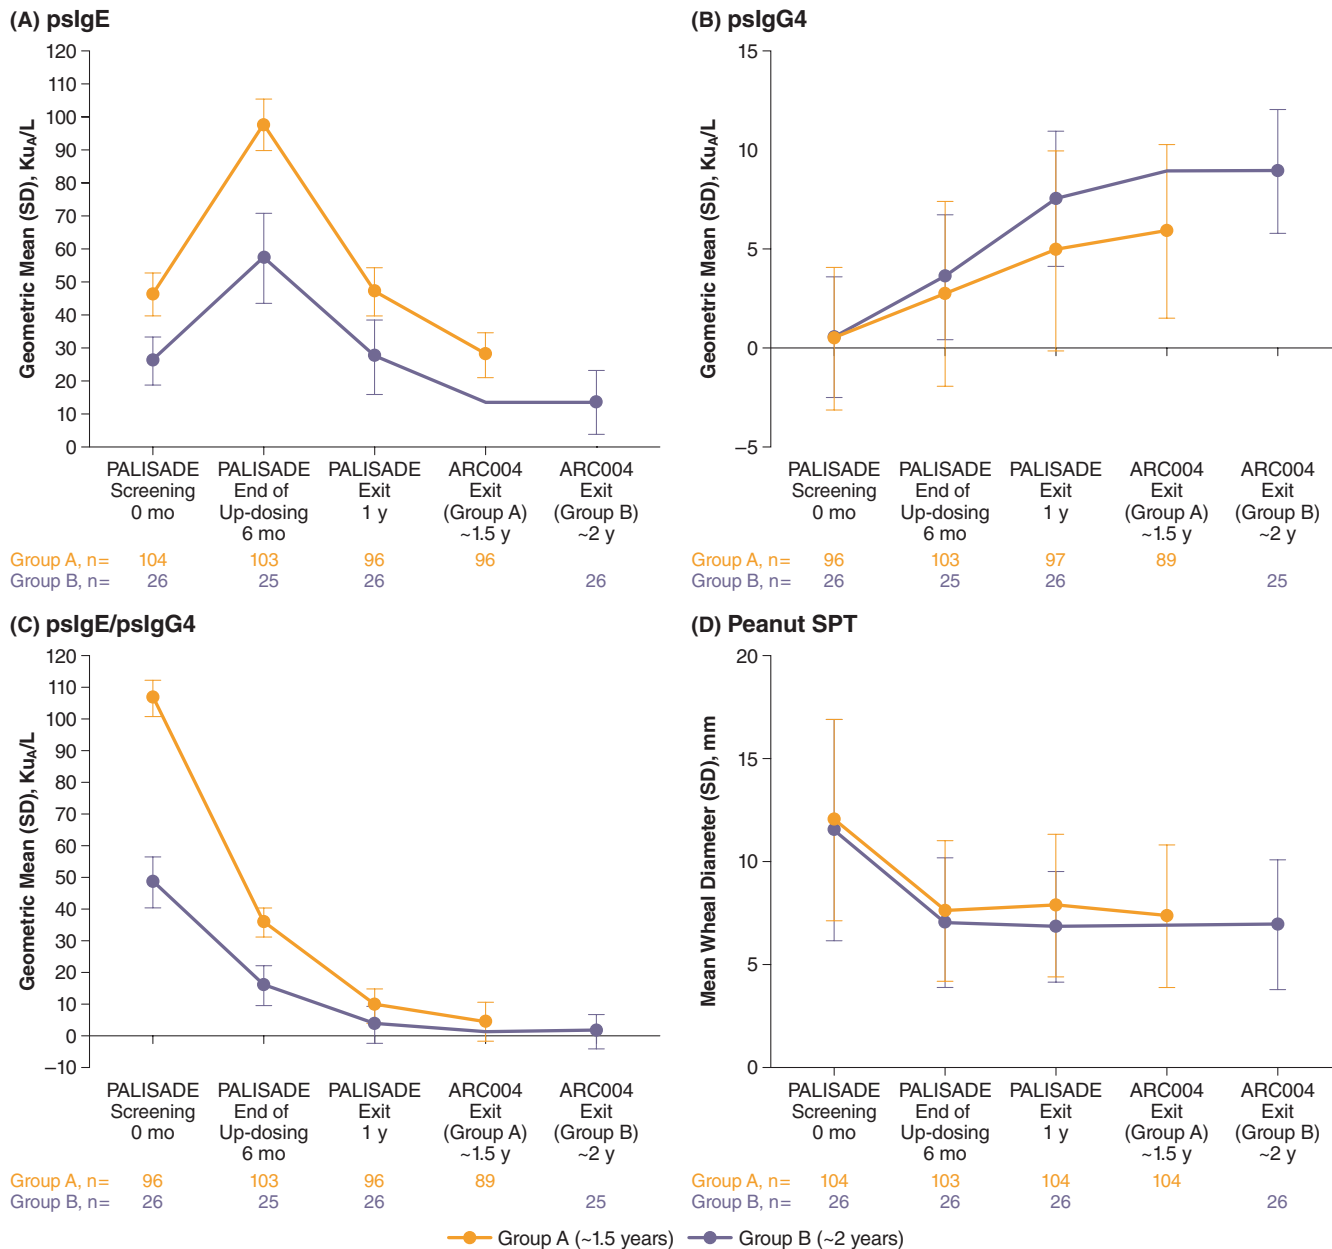 (A) psIgE
Geometric Mean (SD), KuA/L
120
110
100
90
80
70
60
50
40
30
20
10
0
PALISADE PALISADE PALISADE ARC004 ARC004
Screening End of Exit Exit Exit
0 mo Up-dosing 1 y (Group A) (Group B)
6 mo ~1.5 y ~2 y
Group A, n= 104 103 96 96
Group B, n= 26 25 26 26
(B) psIgG4
Geometric Mean (SD), KuA/L
15
10
5
0
−5
PALISADE PALISADE PALISADE ARC004 ARC004
Screening End of Exit Exit Exit
0 mo Up-dosing 1 y (Group A) (Group B)
6 mo ~1.5 y ~2 y
Group A, n= 96 103 97 89
Group B, n= 26 25 26 25
(C) psIgE/psIgG4
Geometric Mean (SD), KuA/L
120
110
100
90
80
70
60
50
40
30
20
10
0
−10
PALISADE PALISADE PALISADE ARC004 ARC004
Screening End of Exit Exit Exit
0 mo Up-dosing 1 y (Group A) (Group B)
6 mo ~1.5 y ~2 y
Group A, n= 96 103 96 89
Group B, n= 26 25 26 25
(D) Peanut SPT
Mean Wheal Diameter (SD), mm
20
15
10
5
0
PALISADE PALISADE PALISADE ARC004 ARC004
Screening End of Exit Exit Exit
0 mo Up-dosing 1 y (Group A) (Group B)
6 mo ~1.5 y ~2 y
Group A, n= 104 103 104 104
Group B, n= 26 26 26 26
Group A (~1.5 years) Group B (~2 years)